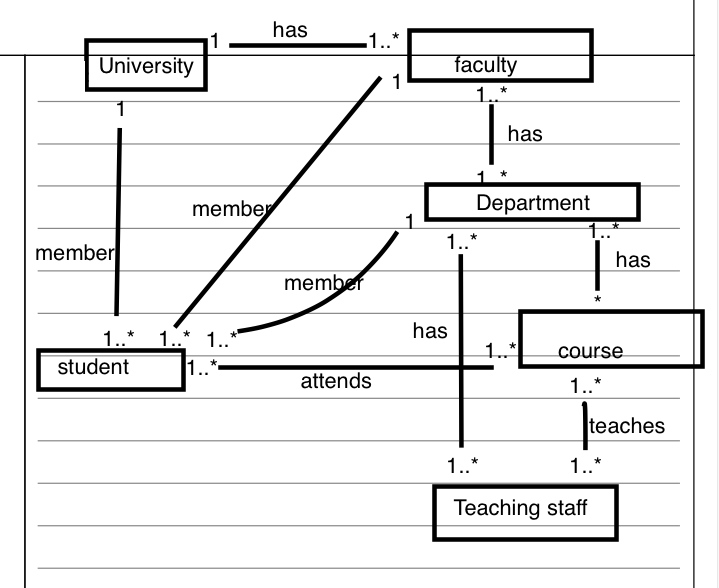 has
1
1..*
University
faculty
1
1
1..*
has
1..*
Department
member
1
1..*
1..*
member
has
member
*
has
1..*
1..*
1..*
1..*
course
student
1..*
attends
1..*
teaches
1..*
1..*
Teaching staff